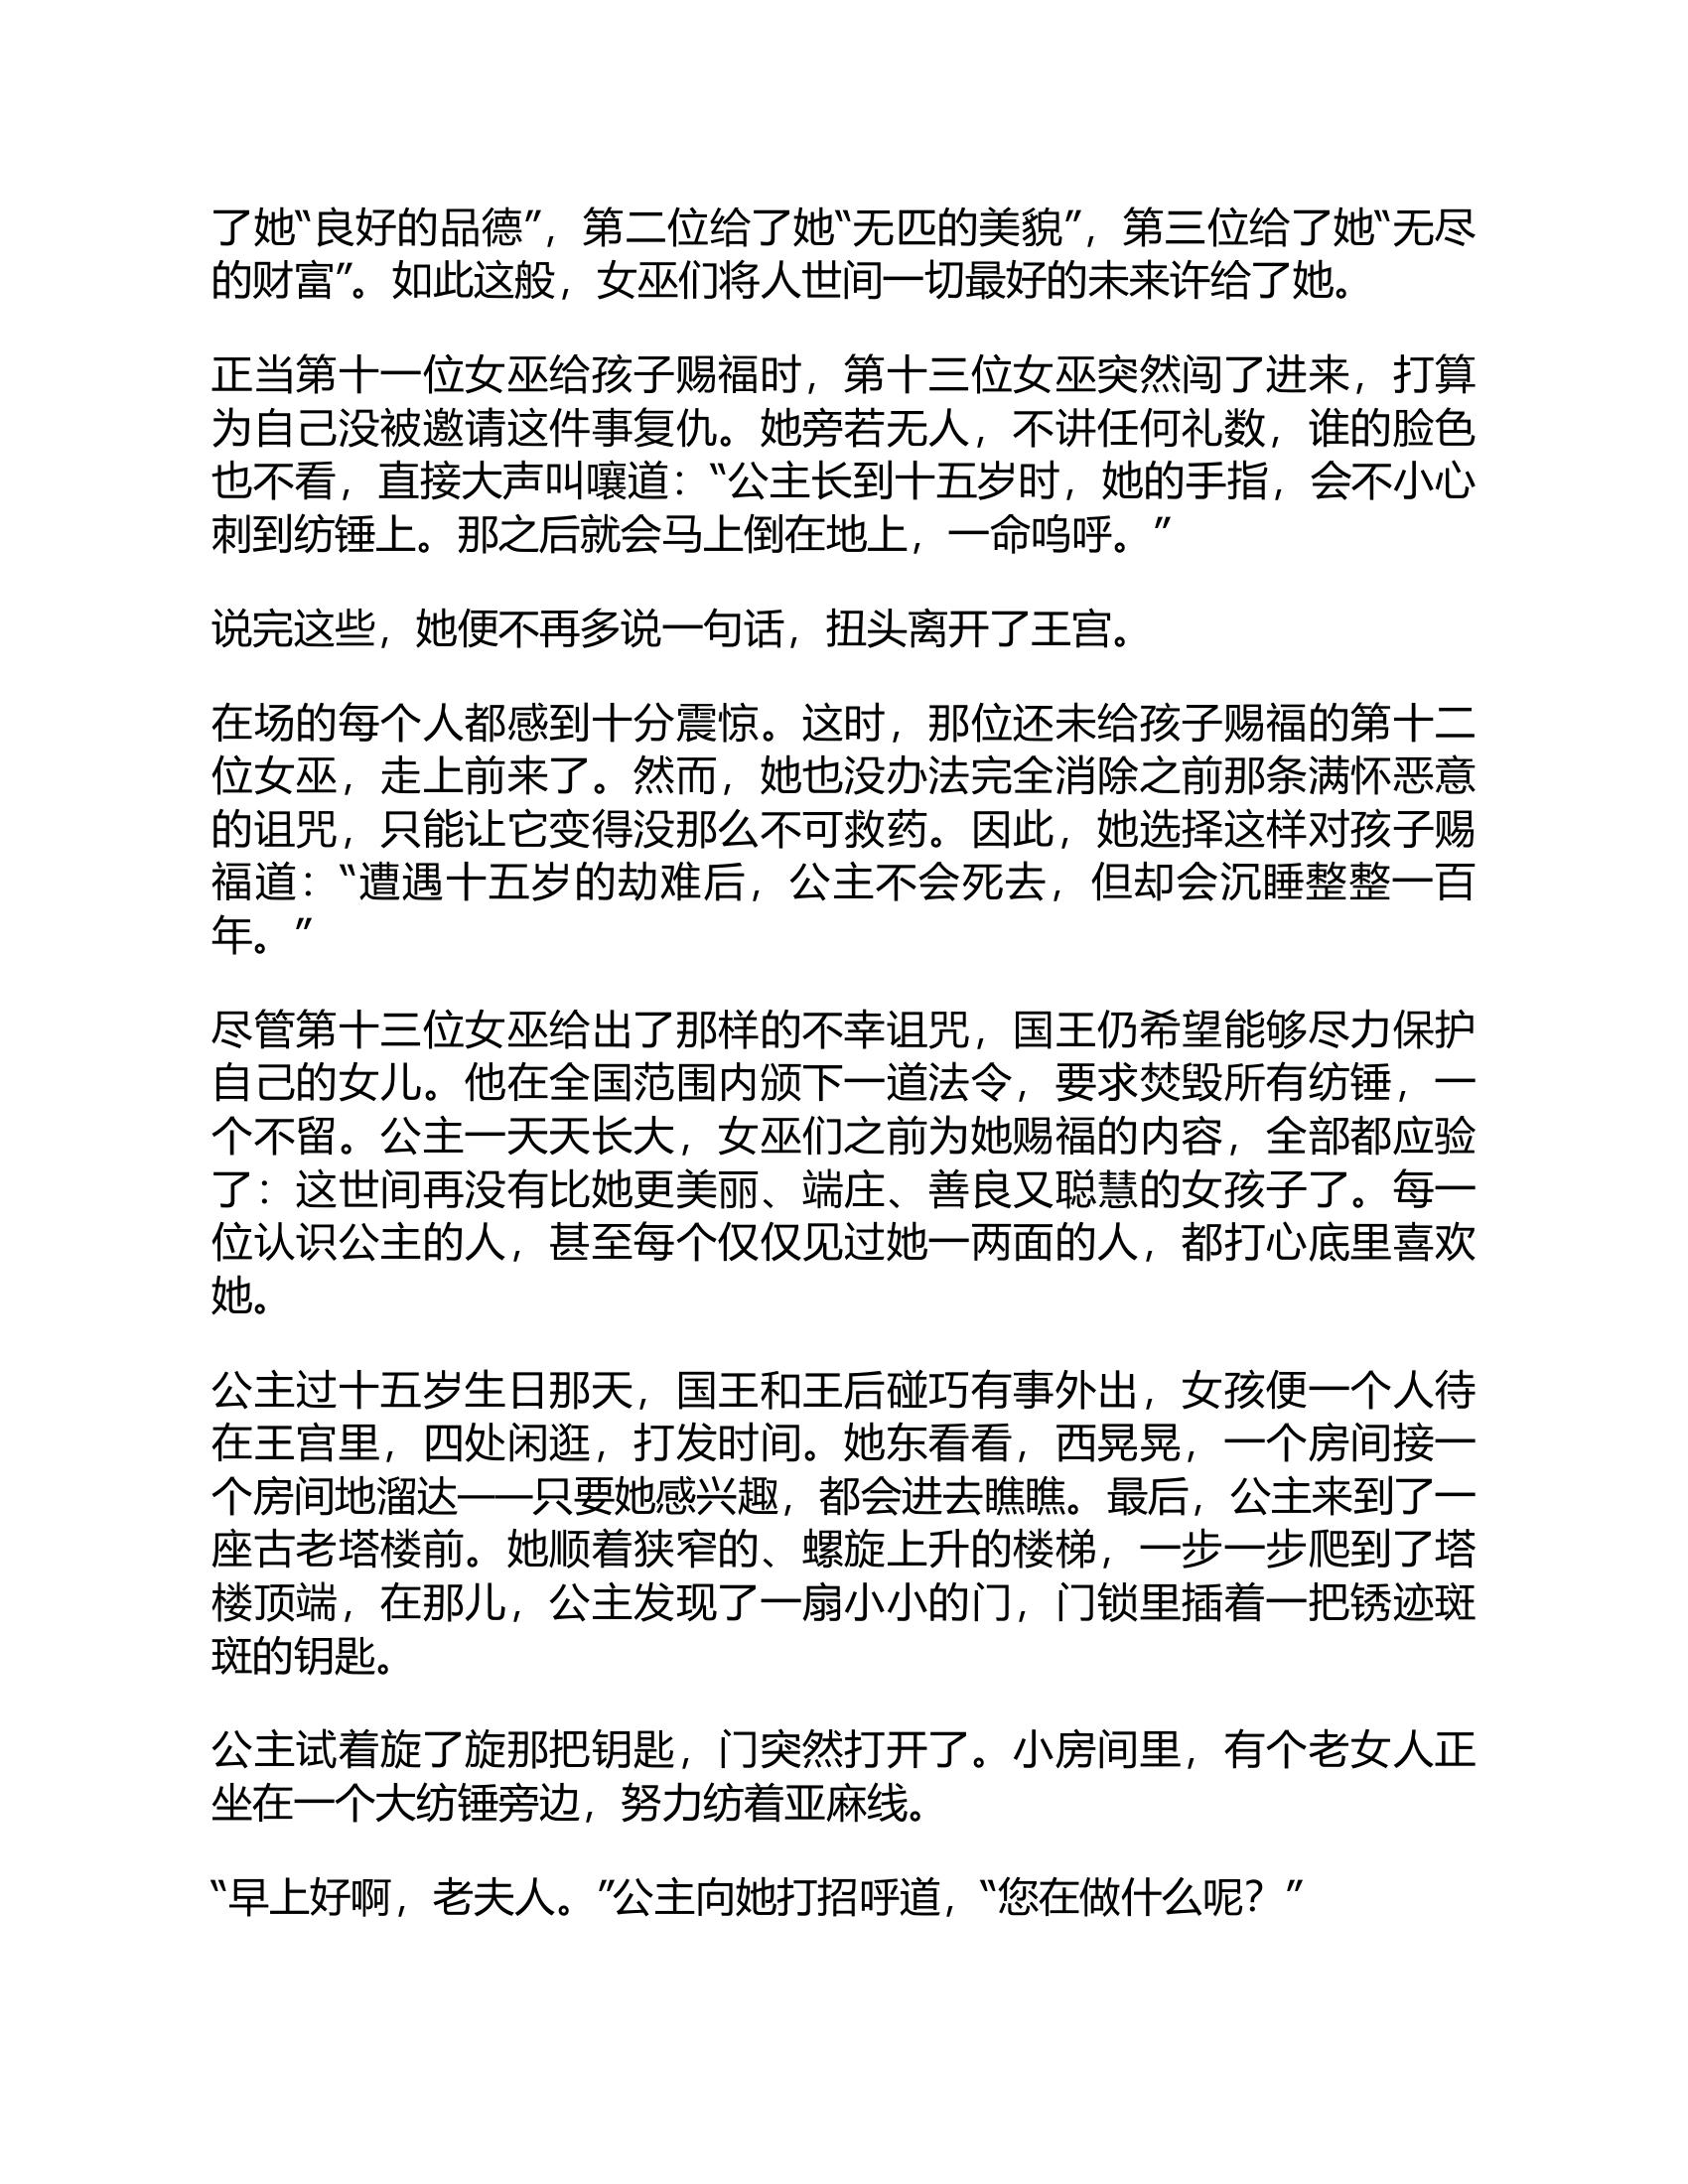 了她“良好的品德”，第二位给了她“无匹的美貌”，第三位给了她“无尽
的财富”。如此这般，女巫们将人世间一切最好的未来许给了她。
正当第十一位女巫给孩子赐福时，第十三位女巫突然闯了进来，打算
为自己没被邀请这件事复仇。她旁若无人，不讲任何礼数，谁的脸色
也不看，直接大声叫嚷道：“公主长到十五岁时，她的手指，会不小心
刺到纺锤上。那之后就会马上倒在地上，一命呜呼。”
说完这些，她便不再多说一句话，扭头离开了王宫。
在场的每个人都感到十分震惊。这时，那位还未给孩子赐福的第十二
位女巫，走上前来了。然而，她也没办法完全消除之前那条满怀恶意
的诅咒，只能让它变得没那么不可救药。因此，她选择这样对孩子赐
福道：“遭遇十五岁的劫难后，公主不会死去，但却会沉睡整整一百
年。”
尽管第十三位女巫给出了那样的不幸诅咒，国王仍希望能够尽力保护
自己的女儿。他在全国范围内颁下一道法令，要求焚毁所有纺锤，一
个不留。公主一天天长大，女巫们之前为她赐福的内容，全部都应验
了：这世间再没有比她更美丽、端庄、善良又聪慧的女孩子了。每一
位认识公主的人，甚至每个仅仅见过她一两面的人，都打心底里喜欢
她。
公主过十五岁生日那天，国王和王后碰巧有事外出，女孩便一个人待
在王宫里，四处闲逛，打发时间。她东看看，西晃晃，一个房间接一
个房间地溜达——只要她感兴趣，都会进去瞧瞧。最后，公主来到了一
座古老塔楼前。她顺着狭窄的、螺旋上升的楼梯，一步一步爬到了塔
楼顶端，在那儿，公主发现了一扇小小的门，门锁里插着一把锈迹斑
斑的钥匙。
公主试着旋了旋那把钥匙，门突然打开了。小房间里，有个老女人正
坐在一个大纺锤旁边，努力纺着亚麻线。
“早上好啊，老夫人。”公主向她打招呼道，“您在做什么呢？”